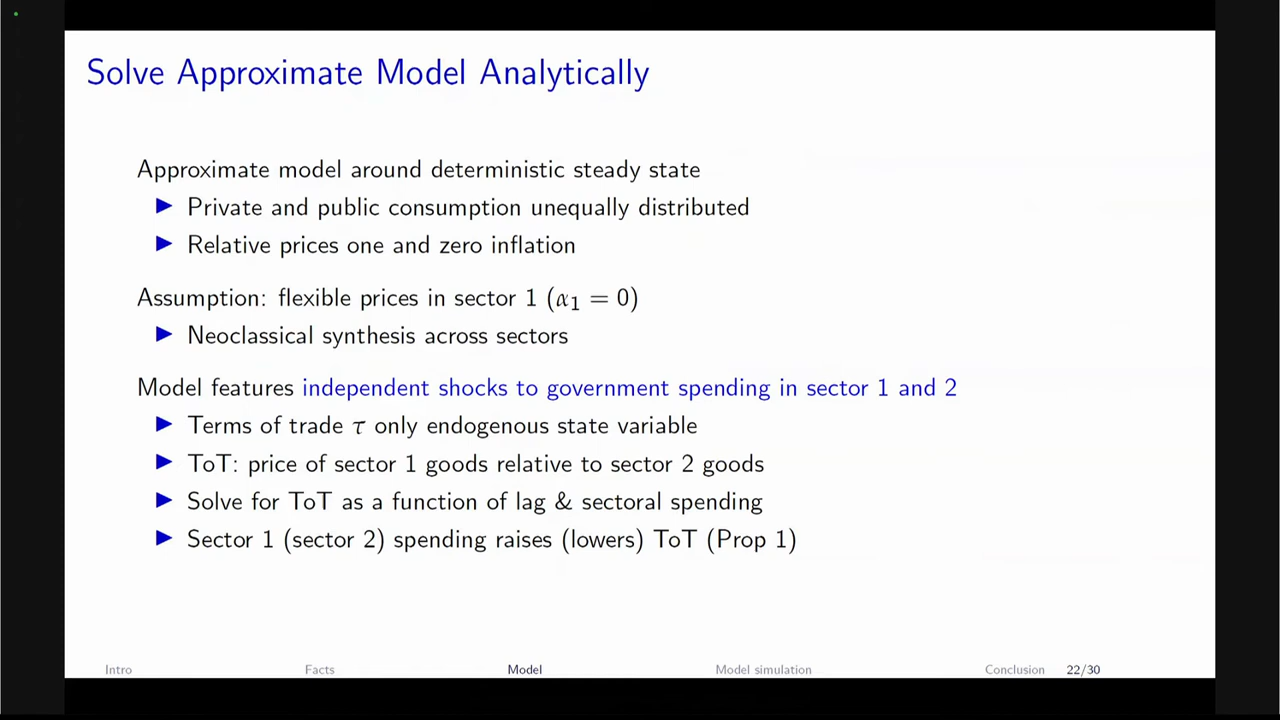 Solve Approximate Model Analytically
Approximate model around deterministic steady state
▶ Private and public consumption unequally distributed
▶ Relative prices one and zero inflation
Assumption: flexible prices in sector 1 (α₁ = 0)
▶ Neoclassical synthesis across sectors
Model features independent shocks to government spending in sector 1 and 2
▶ Terms of trade τ only endogenous state variable
▶ ToT: price of sector 1 goods relative to sector 2 goods
▶ Solve for ToT as a function of lag & sectoral spending
▶ Sector 1 (sector 2) spending raises (lowers) ToT (Prop 1)
Intro Facts Model Model simulation Conclusion 22/30